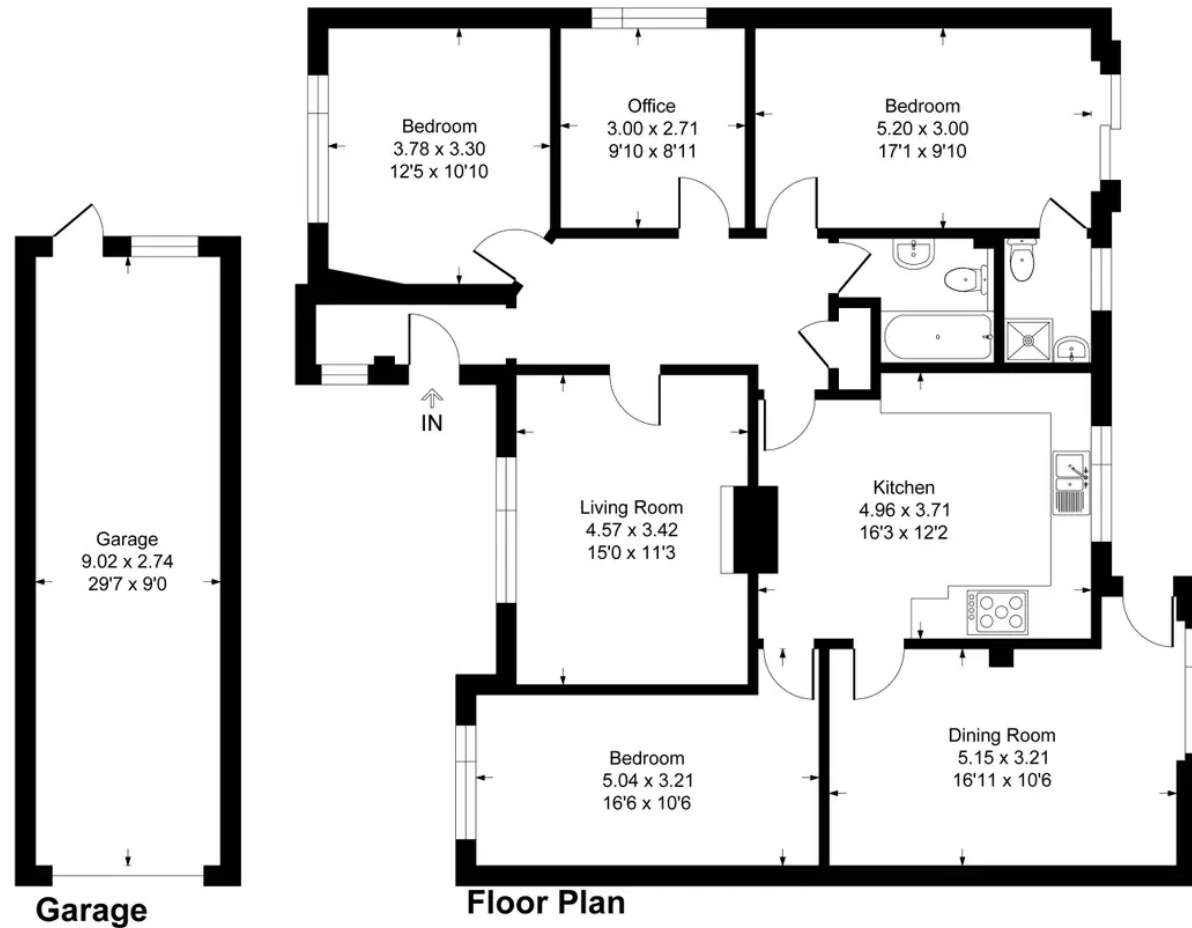 Bedroom
3.78 x 3.30
12'5 x 10'10
Office
3.00 x 2.71
9'10 x 8'11
Bedroom
5.20 x 3.00
17'1 x 9'10
IN
Living Room
4.57 x 3.42
15'0 x 11'3
Kitchen
4.96 x 3.71
16'3 x 12'2
Garage
9.02 x 2.74
29'7 x 9'0
Bedroom
5.04 x 3.21
16'6 x 10'6
Dining Room
5.15 x 3.21
16'11 x 10'6
Garage
Floor Plan